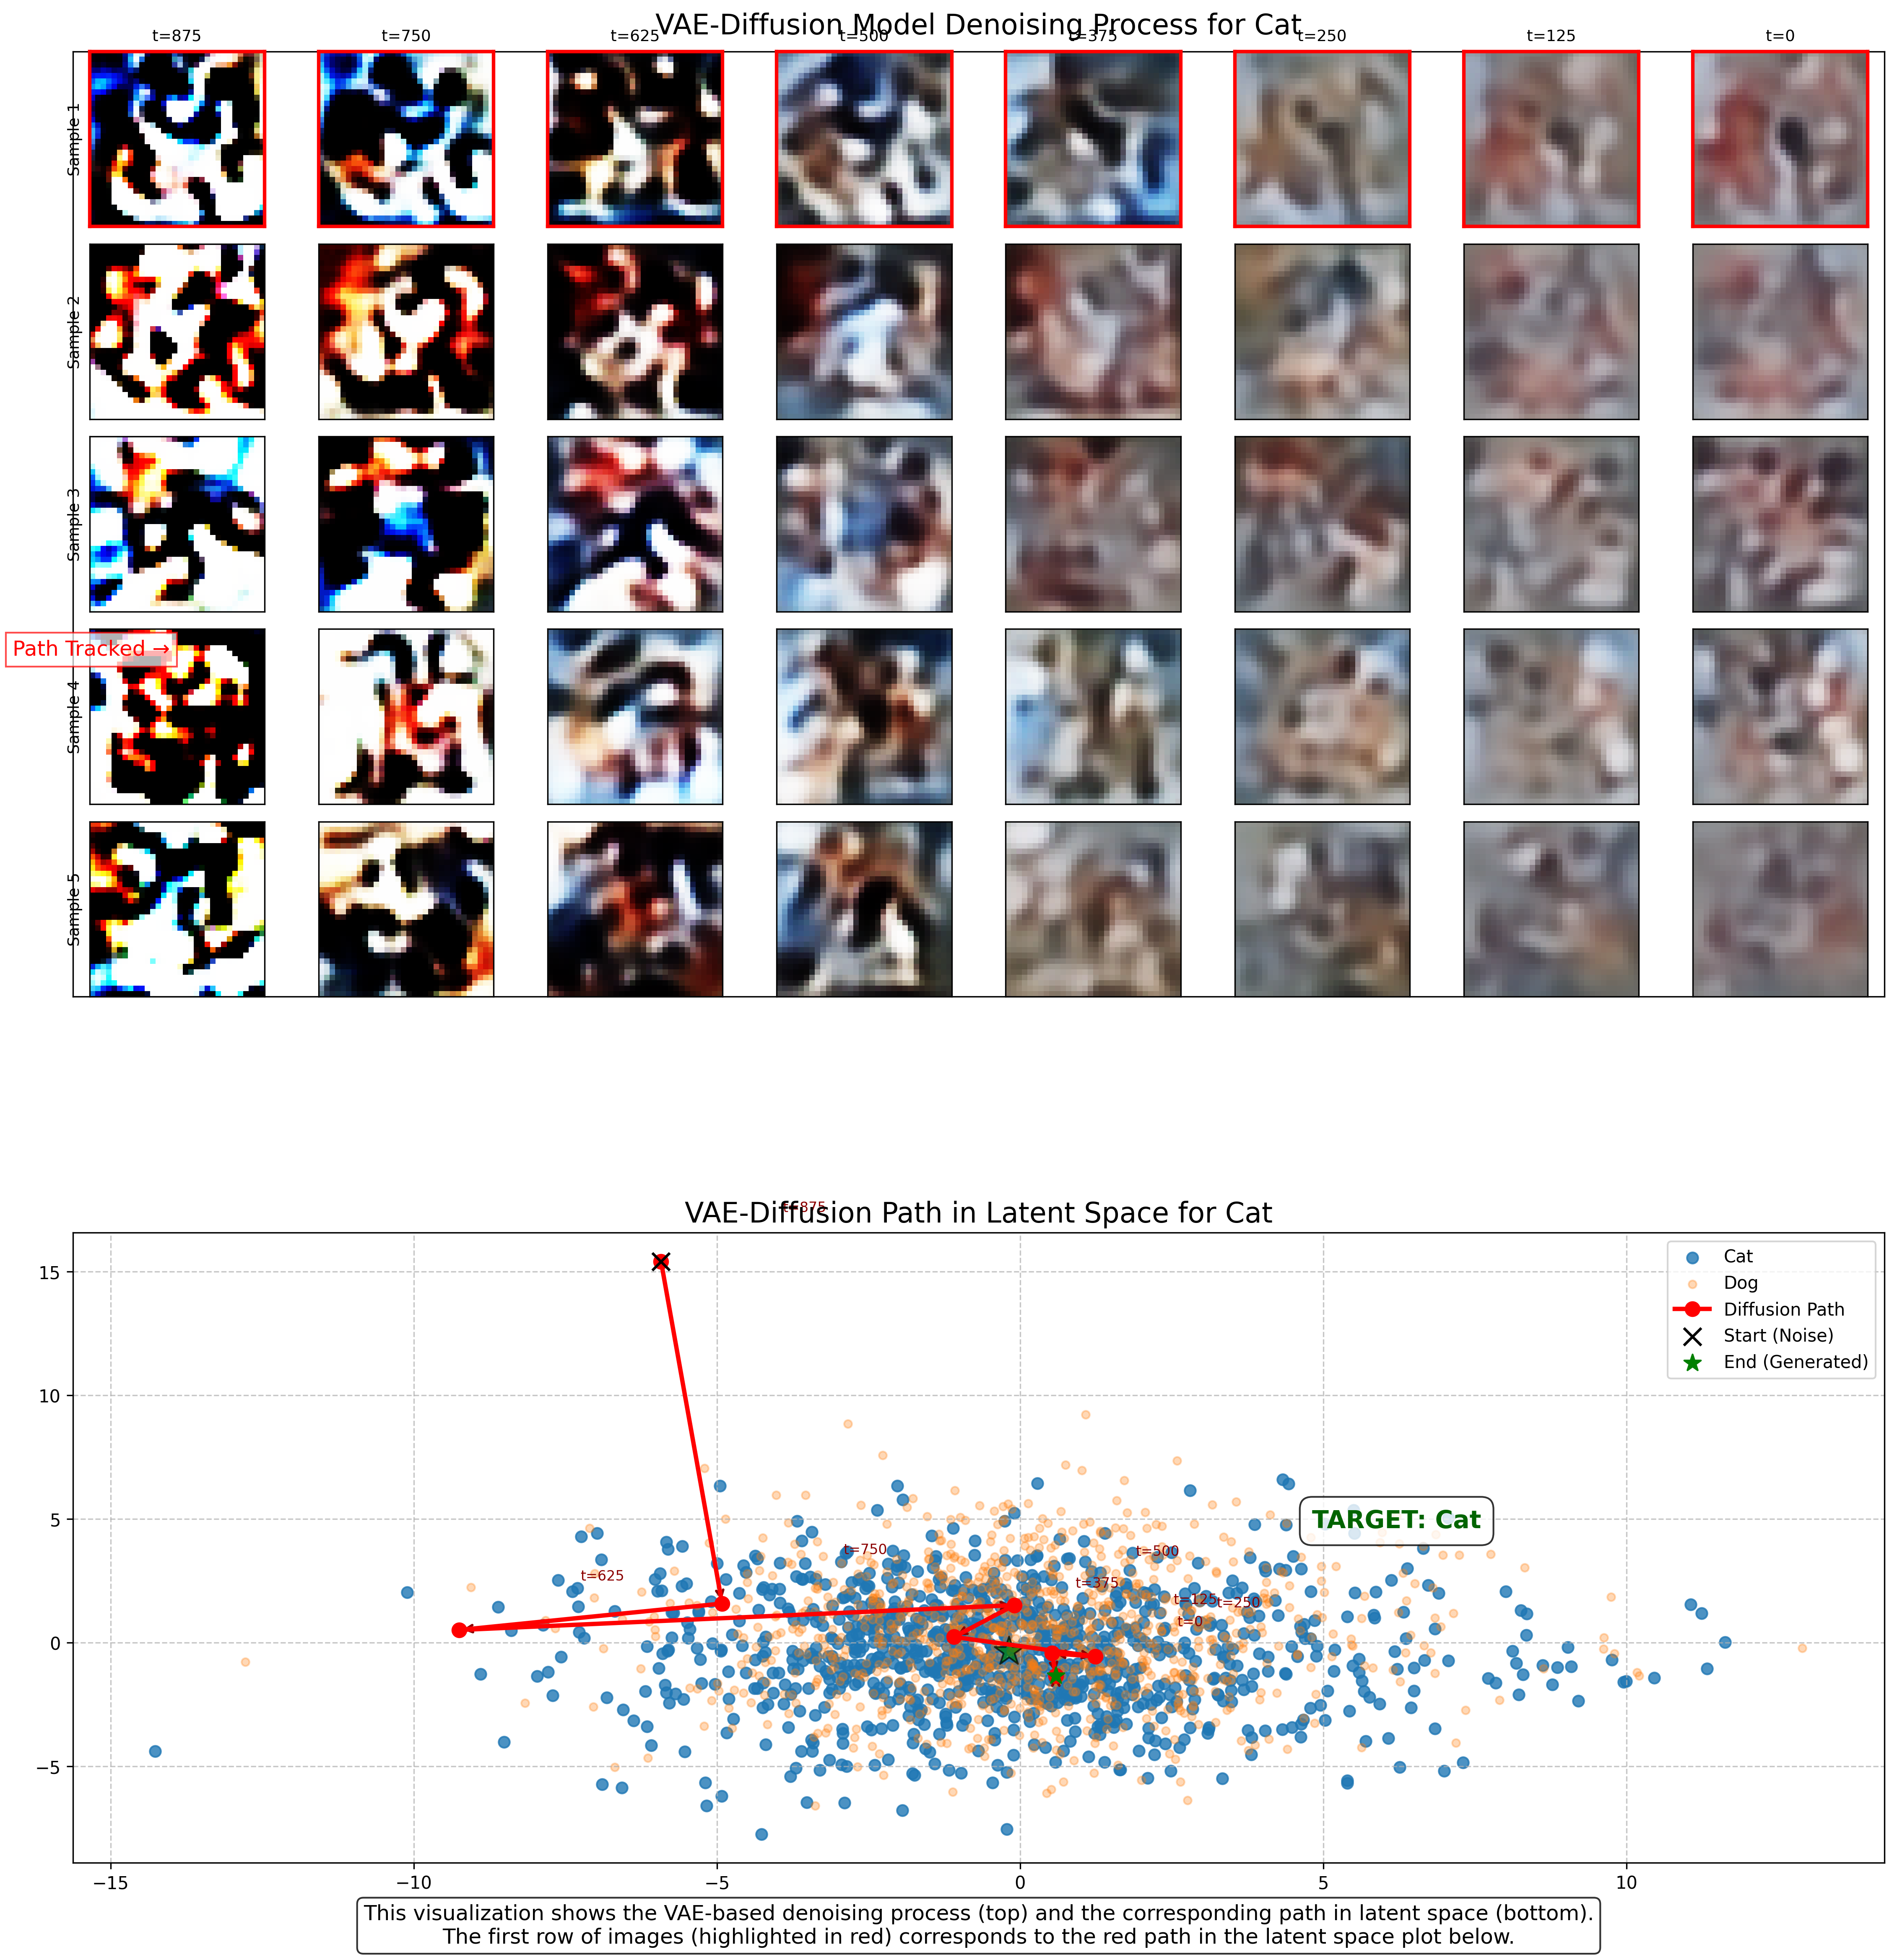 VAE-Diffusion Model Denoising Process for Cat
t=875
t=750
t=625
t=500
t=375
t=250
t=125
t=0
Sample 1
Sample 2
Sample 3
Path Tracked →
Sample 4
Sample 5
t=875
VAE-Diffusion Path in Latent Space for Cat
15
10
5
0
−5
Cat
Dog
Diffusion Path
Start (Noise)
End (Generated)
TARGET: Cat
t=750
t=500
t=625
t=375
t=125
t=250
t=0
−15
−10
−5
0
5
10
This visualization shows the VAE-based denoising process (top) and the corresponding path in latent space (bottom).
The first row of images (highlighted in red) corresponds to the red path in the latent space plot below.